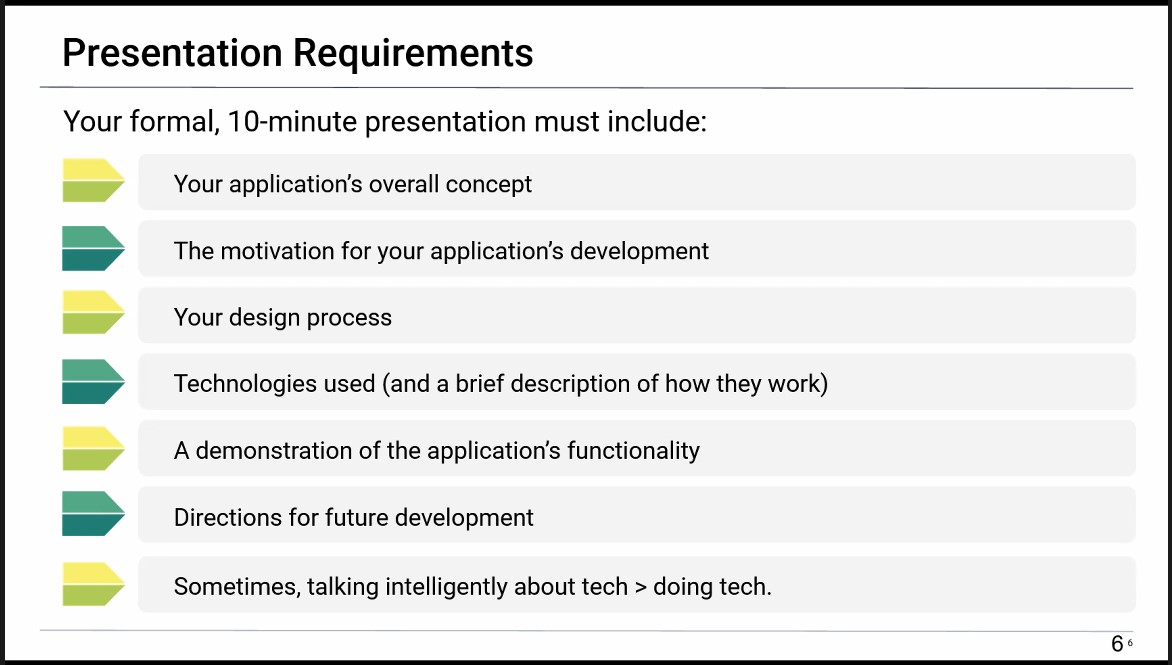 Presentation Requirements
Your formal, 10-minute presentation must include:
Your application’s overall concept
The motivation for your application’s development
Your design process
Technologies used (and a brief description of how they work)
A demonstration of the application’s functionality
Directions for future development
Sometimes, talking intelligently about tech > doing tech.
6 6